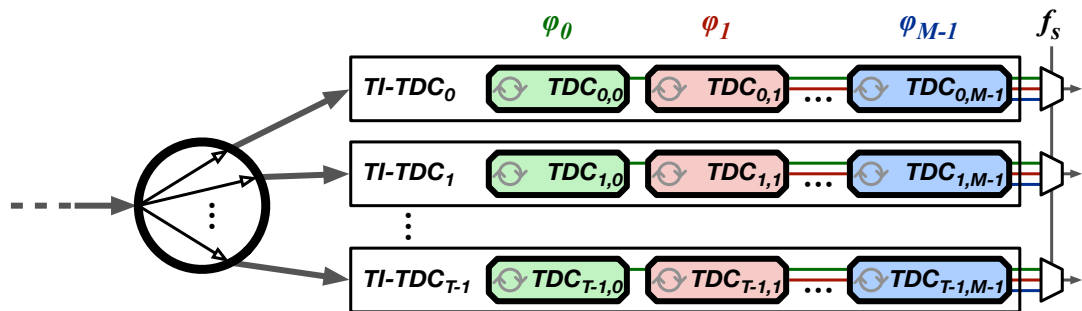 φ0 φ1 φM-1 fs
TI-TDC0 TDC0,0 TDC0,1 ... TDC0,M-1
TI-TDC1 TDC1,0 TDC1,1 ... TDC1,M-1
TI-TDCT-1 TDCT-1,0 TDCT-1,1 ... TDCT-1,M-1